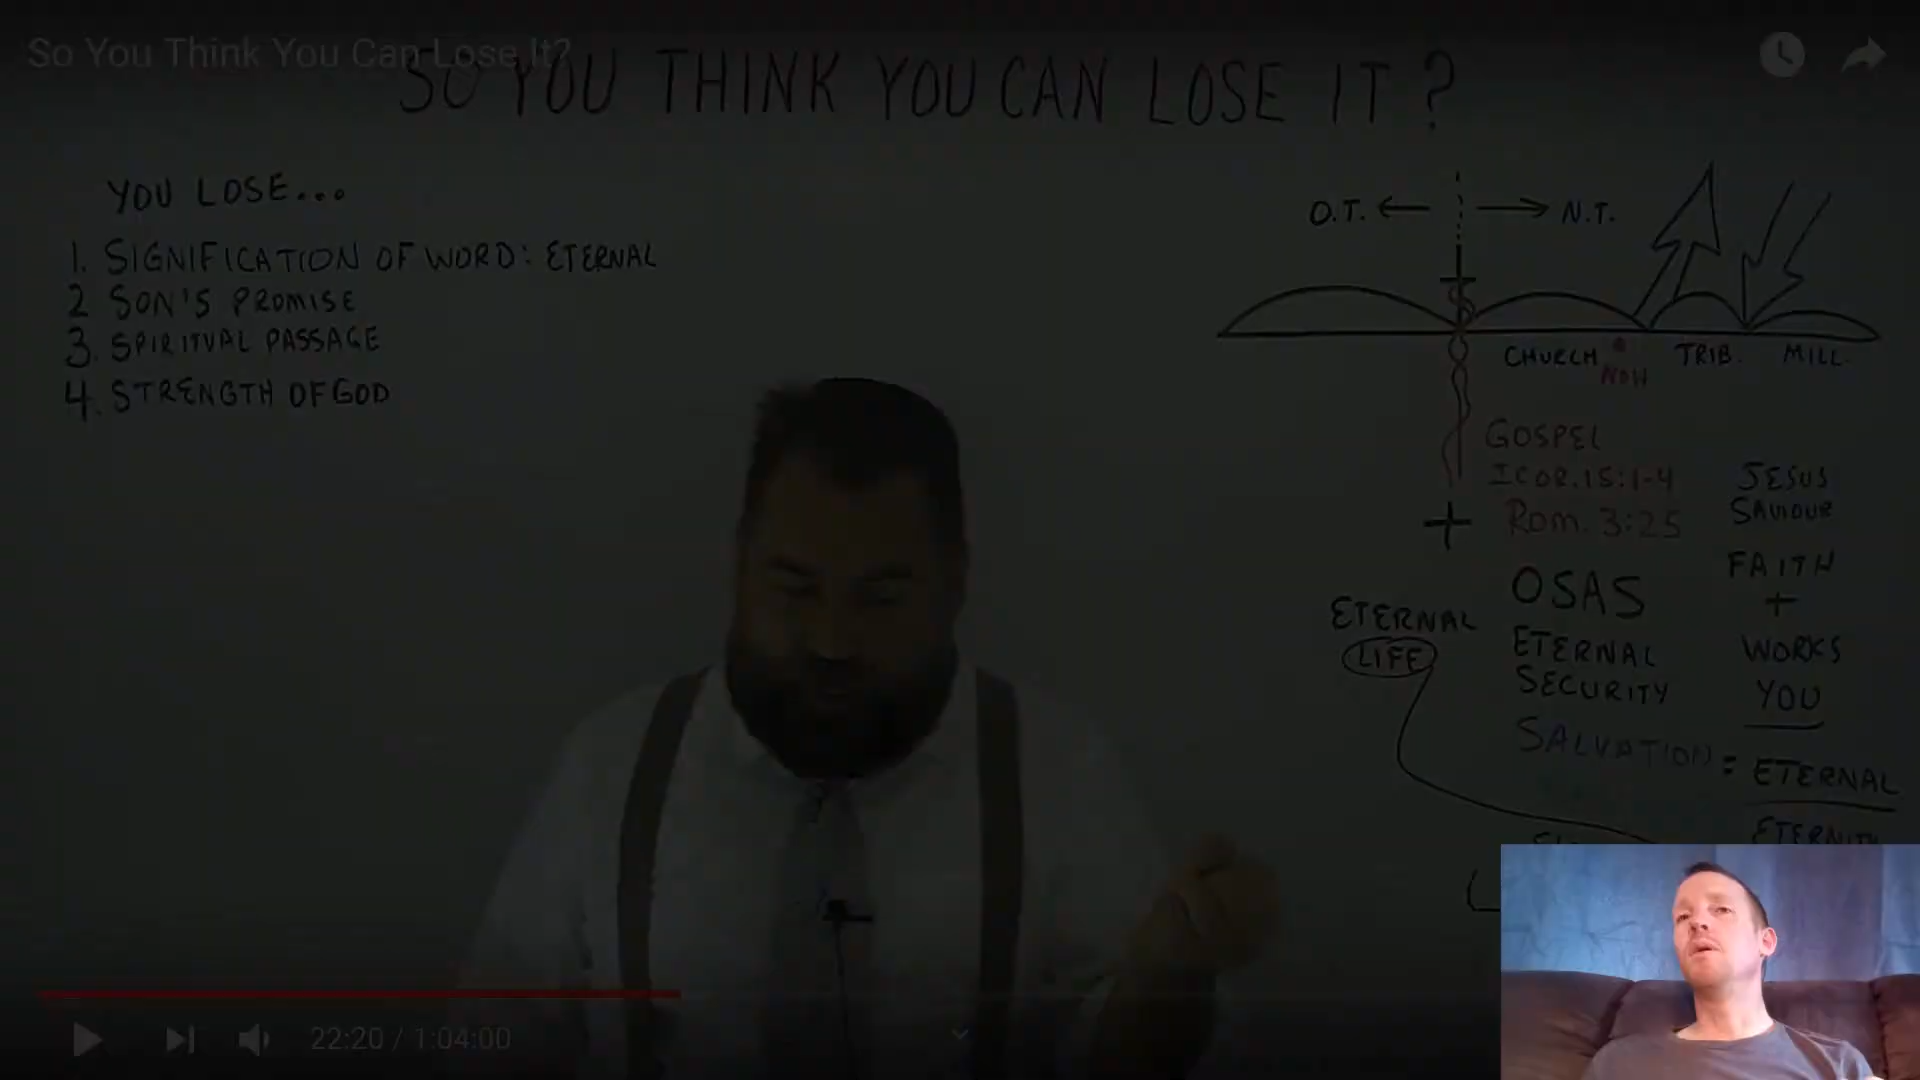 So You Think You Can Lose It?
SO YOU THINK YOU CAN LOSE IT?
YOU LOSE...
1. SIGNIFICATION OF WORD: ETERNAL
2 SON'S PROMISE
3. SPIRITUAL PASSAGE
4. STRENGTH OF GOD
O.T.
N.T.
CHURCH
NOW
TRIB.
MILL.
GOSPEL
I COR. 15:1-4
Rom. 3:25
JESUS
SAVIOUR
FAITH
+
WORKS
YOU
OSAS
ETERNAL
SECURITY
ETERNAL
LIFE
SALVATION = ETERNAL
ETERNITY
22:20 / 1:04:00